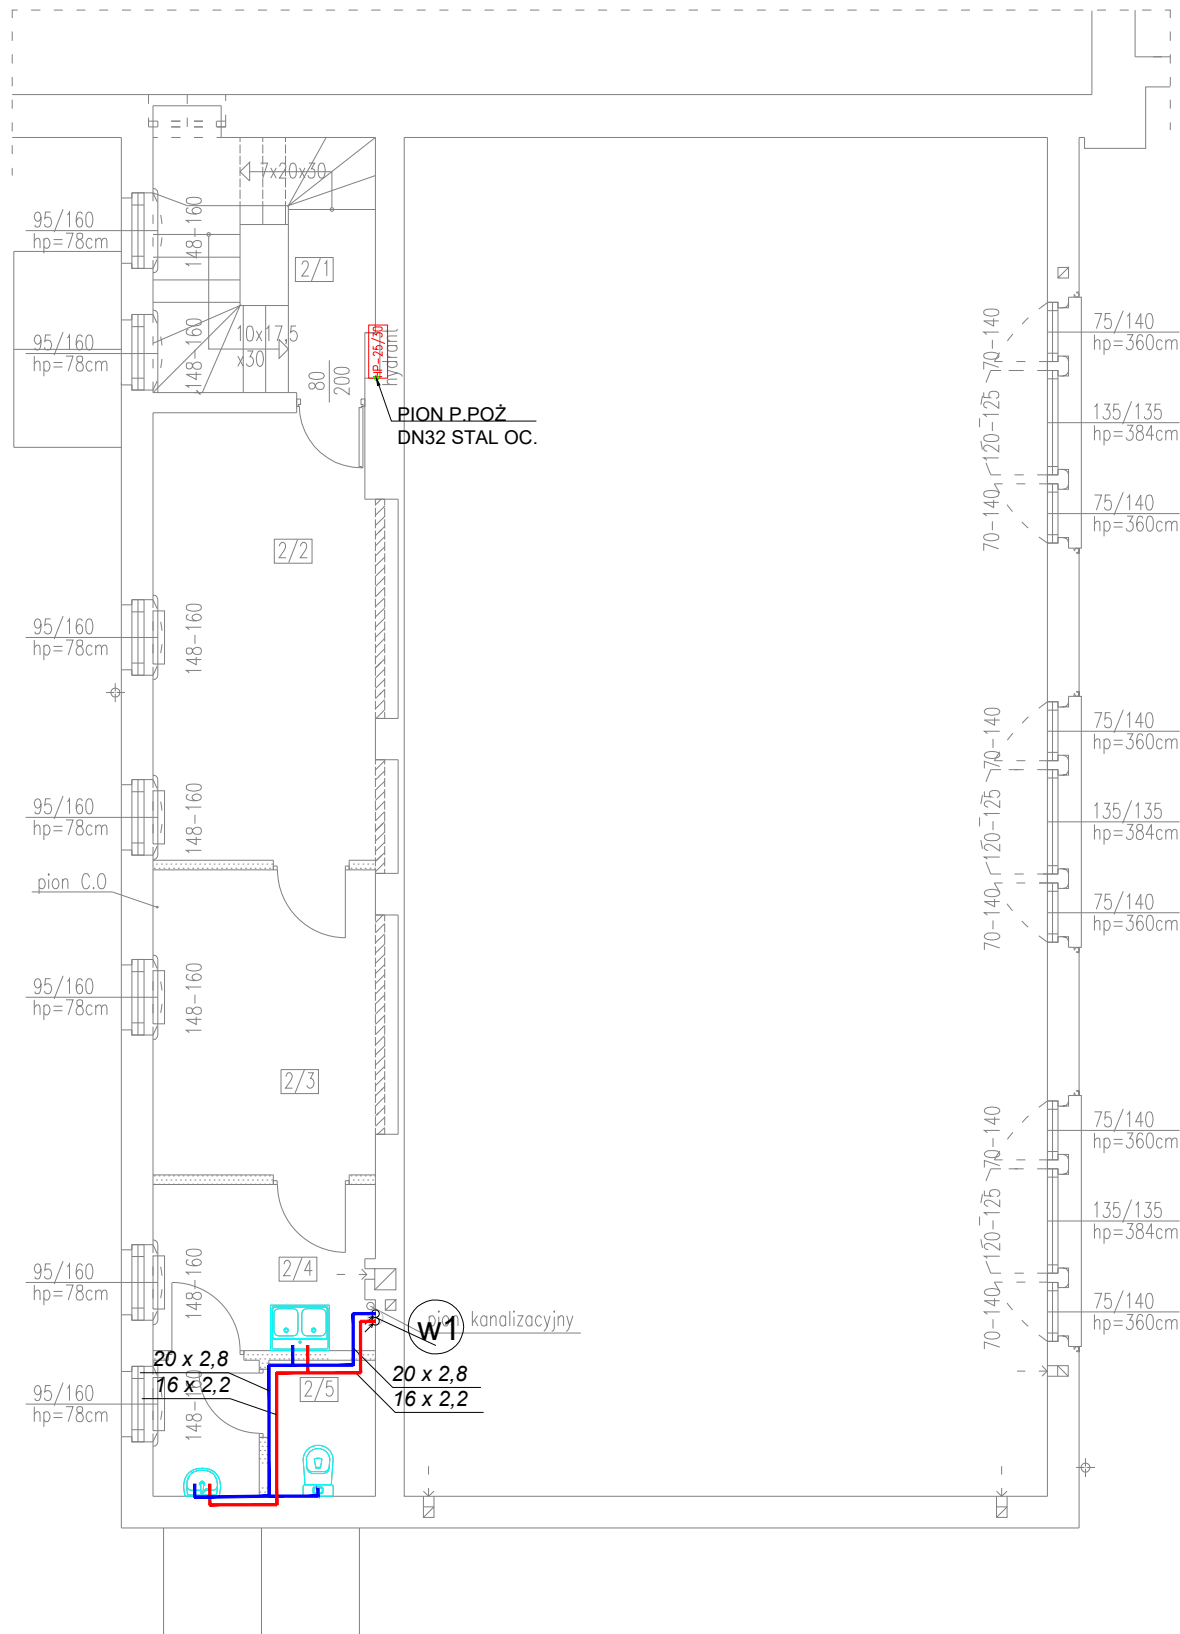 7x20x30
95/160
hp=78cm
148-160
2/1
95/160
hp=78cm
148-160
10x17,5
x30
80
200
HP-25/30
hydrant
PION P.POŻ
DN32 STAL OC.
70-140
75/140
hp=360cm
120-125
135/135
hp=384cm
70-140
75/140
hp=360cm
2/2
95/160
hp=78cm
148-160
70-140
75/140
hp=360cm
95/160
hp=78cm
148-160
120-125
135/135
hp=384cm
pion C.O
70-140
75/140
hp=360cm
95/160
hp=78cm
148-160
2/3
70-140
75/140
hp=360cm
120-125
135/135
hp=384cm
70-140
75/140
hp=360cm
2/4
95/160
hp=78cm
148-160
pion kanalizacyjny
w1
20 x 2,8
16 x 2,2
20 x 2,8
16 x 2,2
2/5
95/160
hp=78cm
148-160